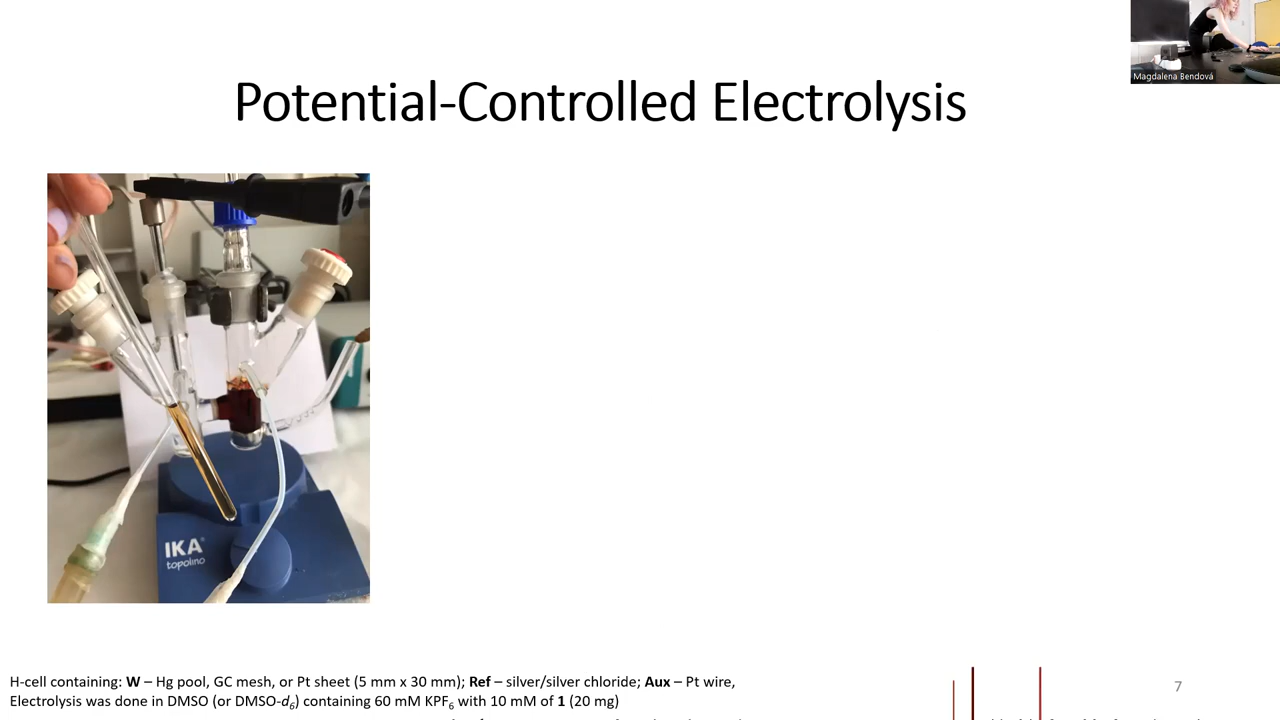 Magdalena Bendová
Potential-Controlled Electrolysis
IKA®
topolino
H-cell containing: W – Hg pool, GC mesh, or Pt sheet (5 mm x 30 mm); Ref – silver/silver chloride; Aux – Pt wire,
Electrolysis was done in DMSO (or DMSO-d₆) containing 60 mM KPF₆ with 10 mM of 1 (20 mg)
7